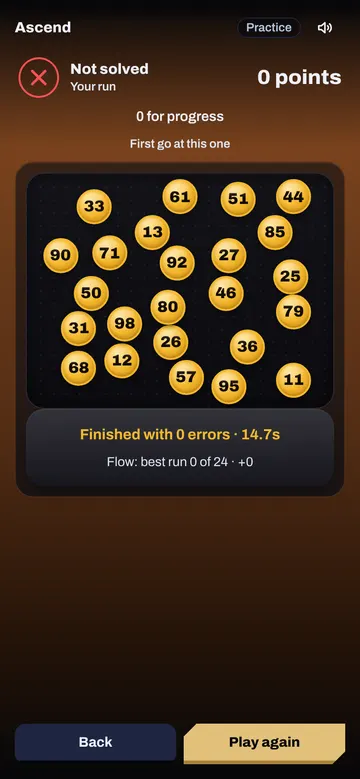 Ascend
Practice
Not solved
Your run
0 points
0 for progress
First go at this one
33 61 51 44
13 85
90 71 92 27
25
50 80 46
79
31 98
26 36
68 12
57 95 11
Finished with 0 errors · 14.7s
Flow: best run 0 of 24 · +0
Back
Play again